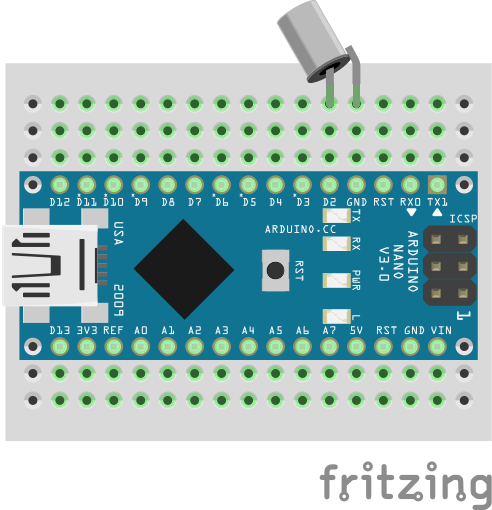 D12 D11 D10 D9 D8 D7 D6 D5 D4 D3 D2 GND RST RX0 TX1
TX
ICSP
ARDUINO.CC
RX
USA
2009
RST
PWR
ARDUINO
NANO
V3.0
L
1
D13 3V3 REF A0 A1 A2 A3 A4 A5 A6 A7 5V RST GND VIN
fritzing